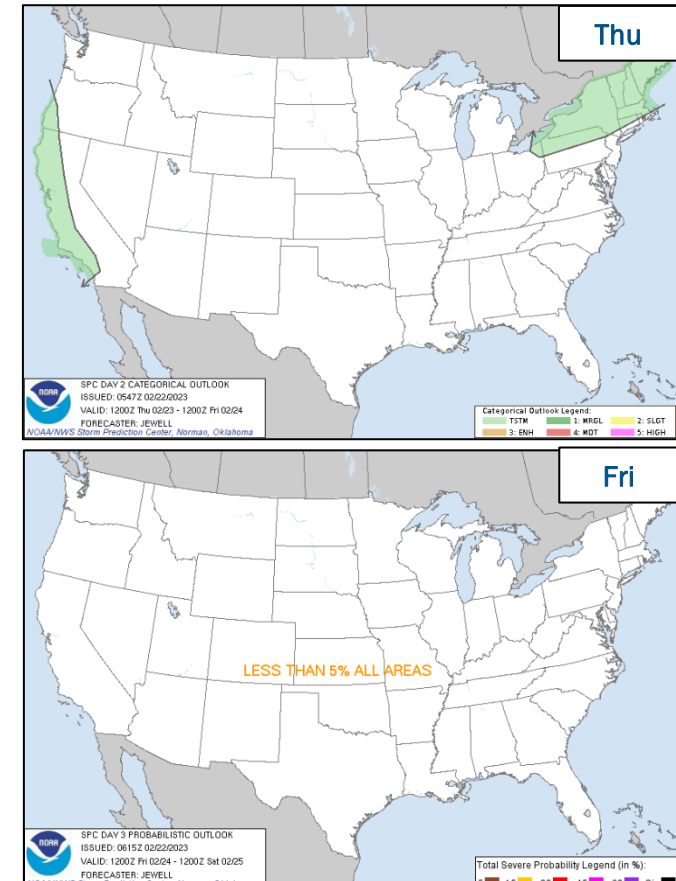 Thu
NOAA
SPC DAY 2 CATEGORICAL OUTLOOK
ISSUED: 0547Z 02/22/2023
VALID: 1200Z Thu 02/23 - 1200Z Fri 02/24
FORECASTER: JEWELL
NOAA/NWS Storm Prediction Center, Norman, Oklahoma
Categorical Outlook Legend:
TSTM 1: MRGL 2: SLGT
3: ENH 4: MDT 5: HIGH
Fri
LESS THAN 5% ALL AREAS
NOAA
SPC DAY 3 PROBABILISTIC OUTLOOK
ISSUED: 0615Z 02/22/2023
VALID: 1200Z Fri 02/24 - 1200Z Sat 02/25
FORECASTER: JEWELL
Total Severe Probability Legend (in %):